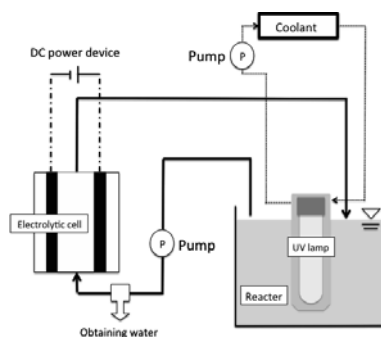 DC power device
Coolant
Pump
P
Electrolytic cell
P
Pump
UV lamp
Reacter
Obtaining water